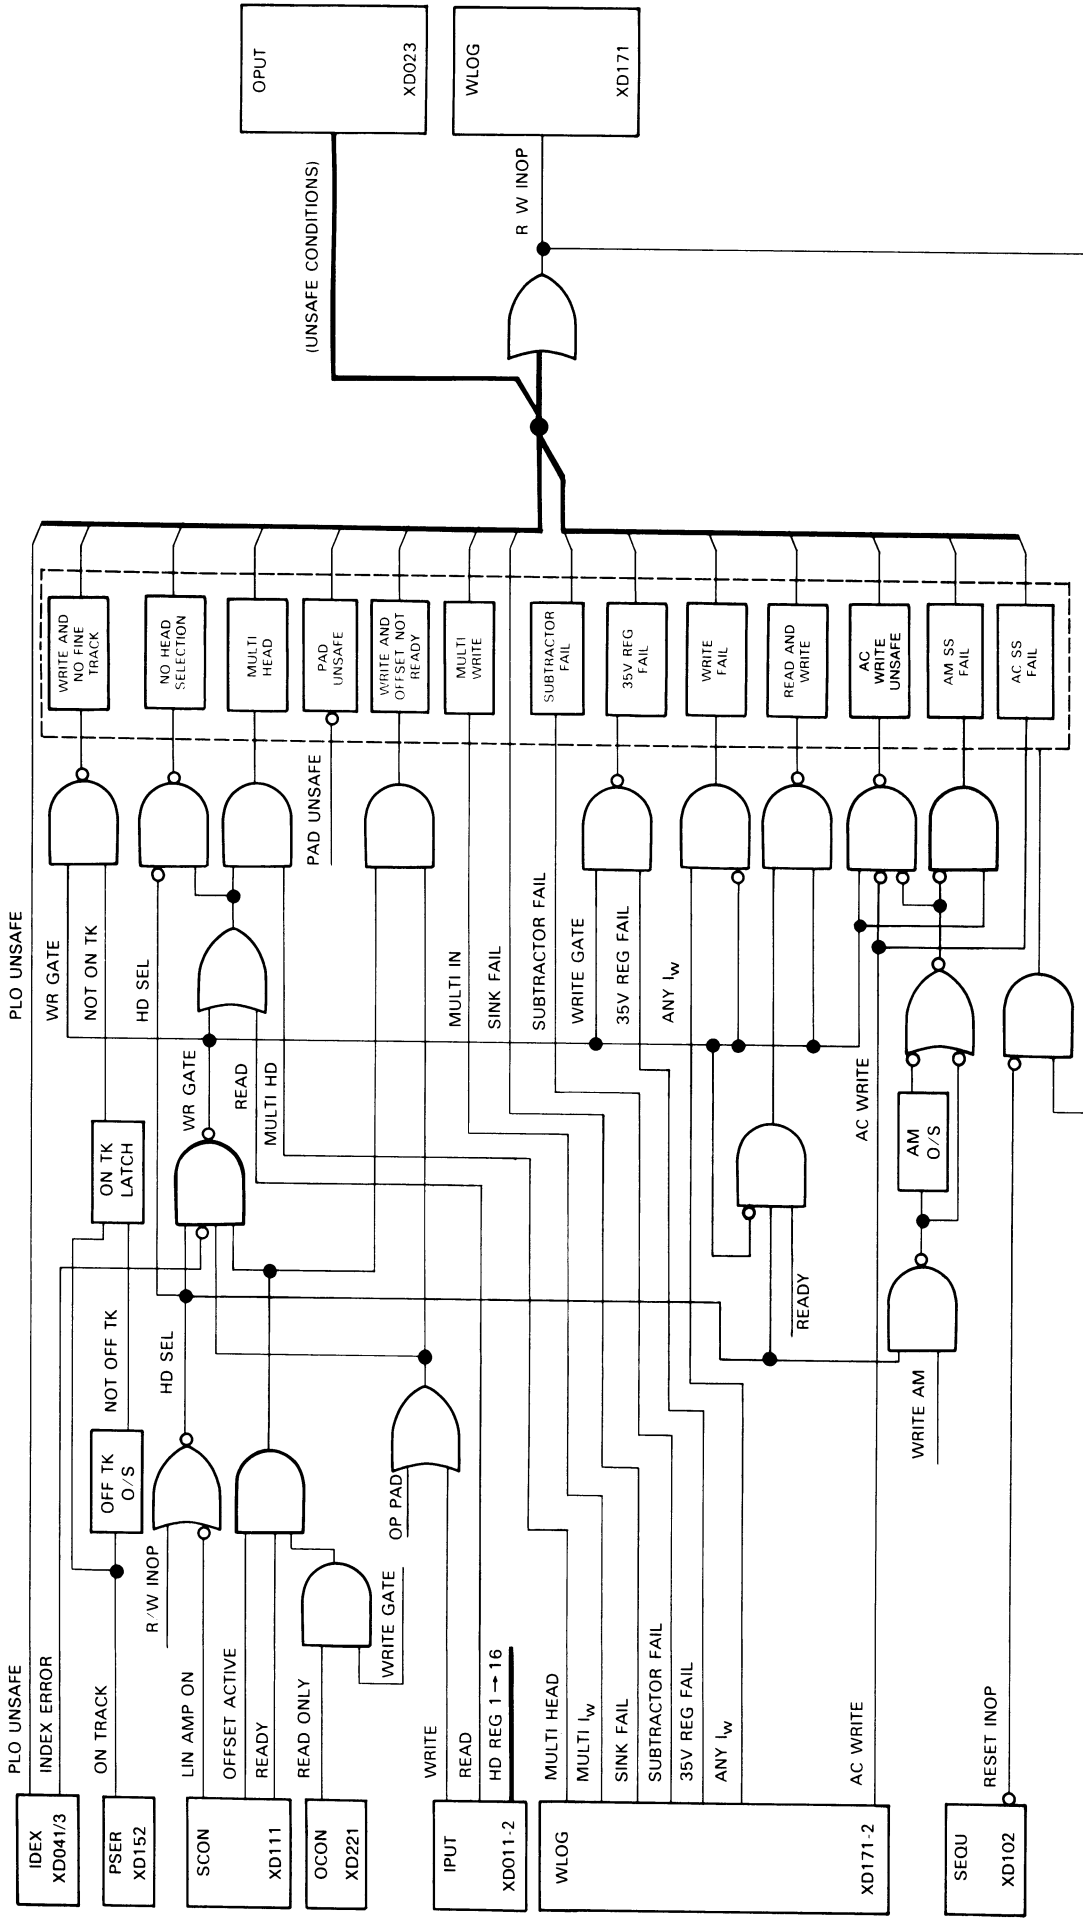 OPUT
XD023
WLOG
XD171
(UNSAFE CONDITIONS)
R W INOP
WRITE AND
NO FINE
TRACK
NO HEAD
SELECTION
MULTI
HEAD
PAD
UNSAFE
WRITE AND
OFFSET NOT
READY
MULTI
WRITE
SUBTRACTOR
FAIL
35V REG
FAIL
WRITE
FAIL
READ AND
WRITE
AC
WRITE
UNSAFE
AM SS
FAIL
AC SS
FAIL
PLO UNSAFE
WR GATE
NOT ON TK
HD SEL
PAD UNSAFE
MULTI IN
SINK FAIL
SUBTRACTOR FAIL
WRITE GATE
35V REG FAIL
ANY Iw
WR GATE
READ
MULTI HD
AC WRITE
ON TK
LATCH
AM
O/S
NOT OFF TK
HD SEL
READY
WRITE AM
OFF TK
O/S
R/W INOP
OP PAD
WRITE GATE
PLO UNSAFE
INDEX ERROR
ON TRACK
LIN AMP ON
OFFSET ACTIVE
READY
READ ONLY
WRITE
READ
HD REG 1→16
MULTI HEAD
MULTI Iw
SINK FAIL
SUBTRACTOR FAIL
35V REG FAIL
ANY Iw
AC WRITE
RESET INOP
IDEX
XD041/3
PSER
XD152
SCON
XD111
OCON
XD221
IPUT
XD011-2
WLOG
XD171-2
SEQU
XD102